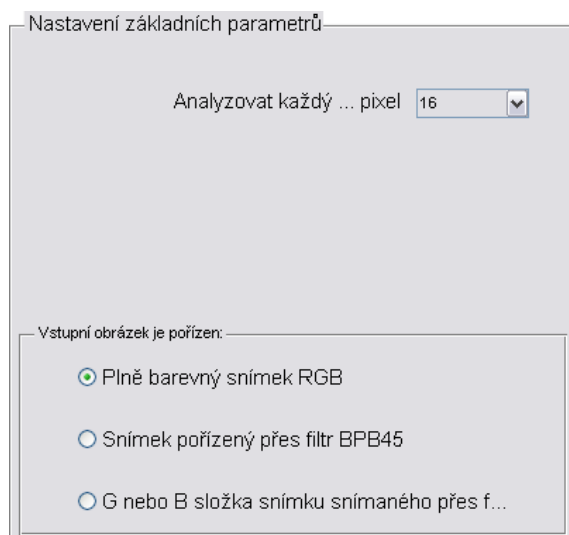 Nastavení základních parametrů
Analyzovat každý ... pixel 16
Vstupní obrázek je pořízen:
Plně barevný snímek RGB
Snímek pořízený přes filtr BPB45
G nebo B složka snímku snímaného přes f...